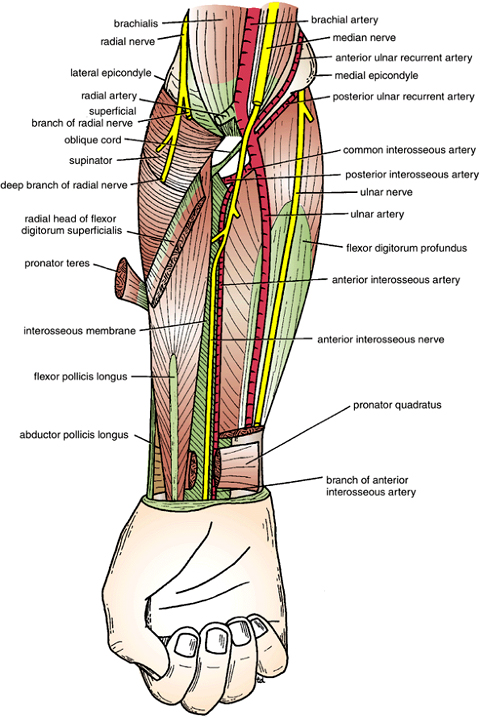 brachialis
radial nerve
lateral epicondyle
radial artery
superficial
branch of radial nerve
oblique cord
supinator
deep branch of radial nerve
radial head of flexor
digitorum superficialis
pronator teres
interosseous membrane
flexor pollicis longus
abductor pollicis longus
brachial artery
median nerve
anterior ulnar recurrent artery
medial epicondyle
posterior ulnar recurrent artery
common interosseous artery
posterior interosseous artery
ulnar nerve
ulnar artery
flexor digitorum profundus
anterior interosseous artery
anterior interosseous nerve
pronator quadratus
branch of anterior
interosseous artery